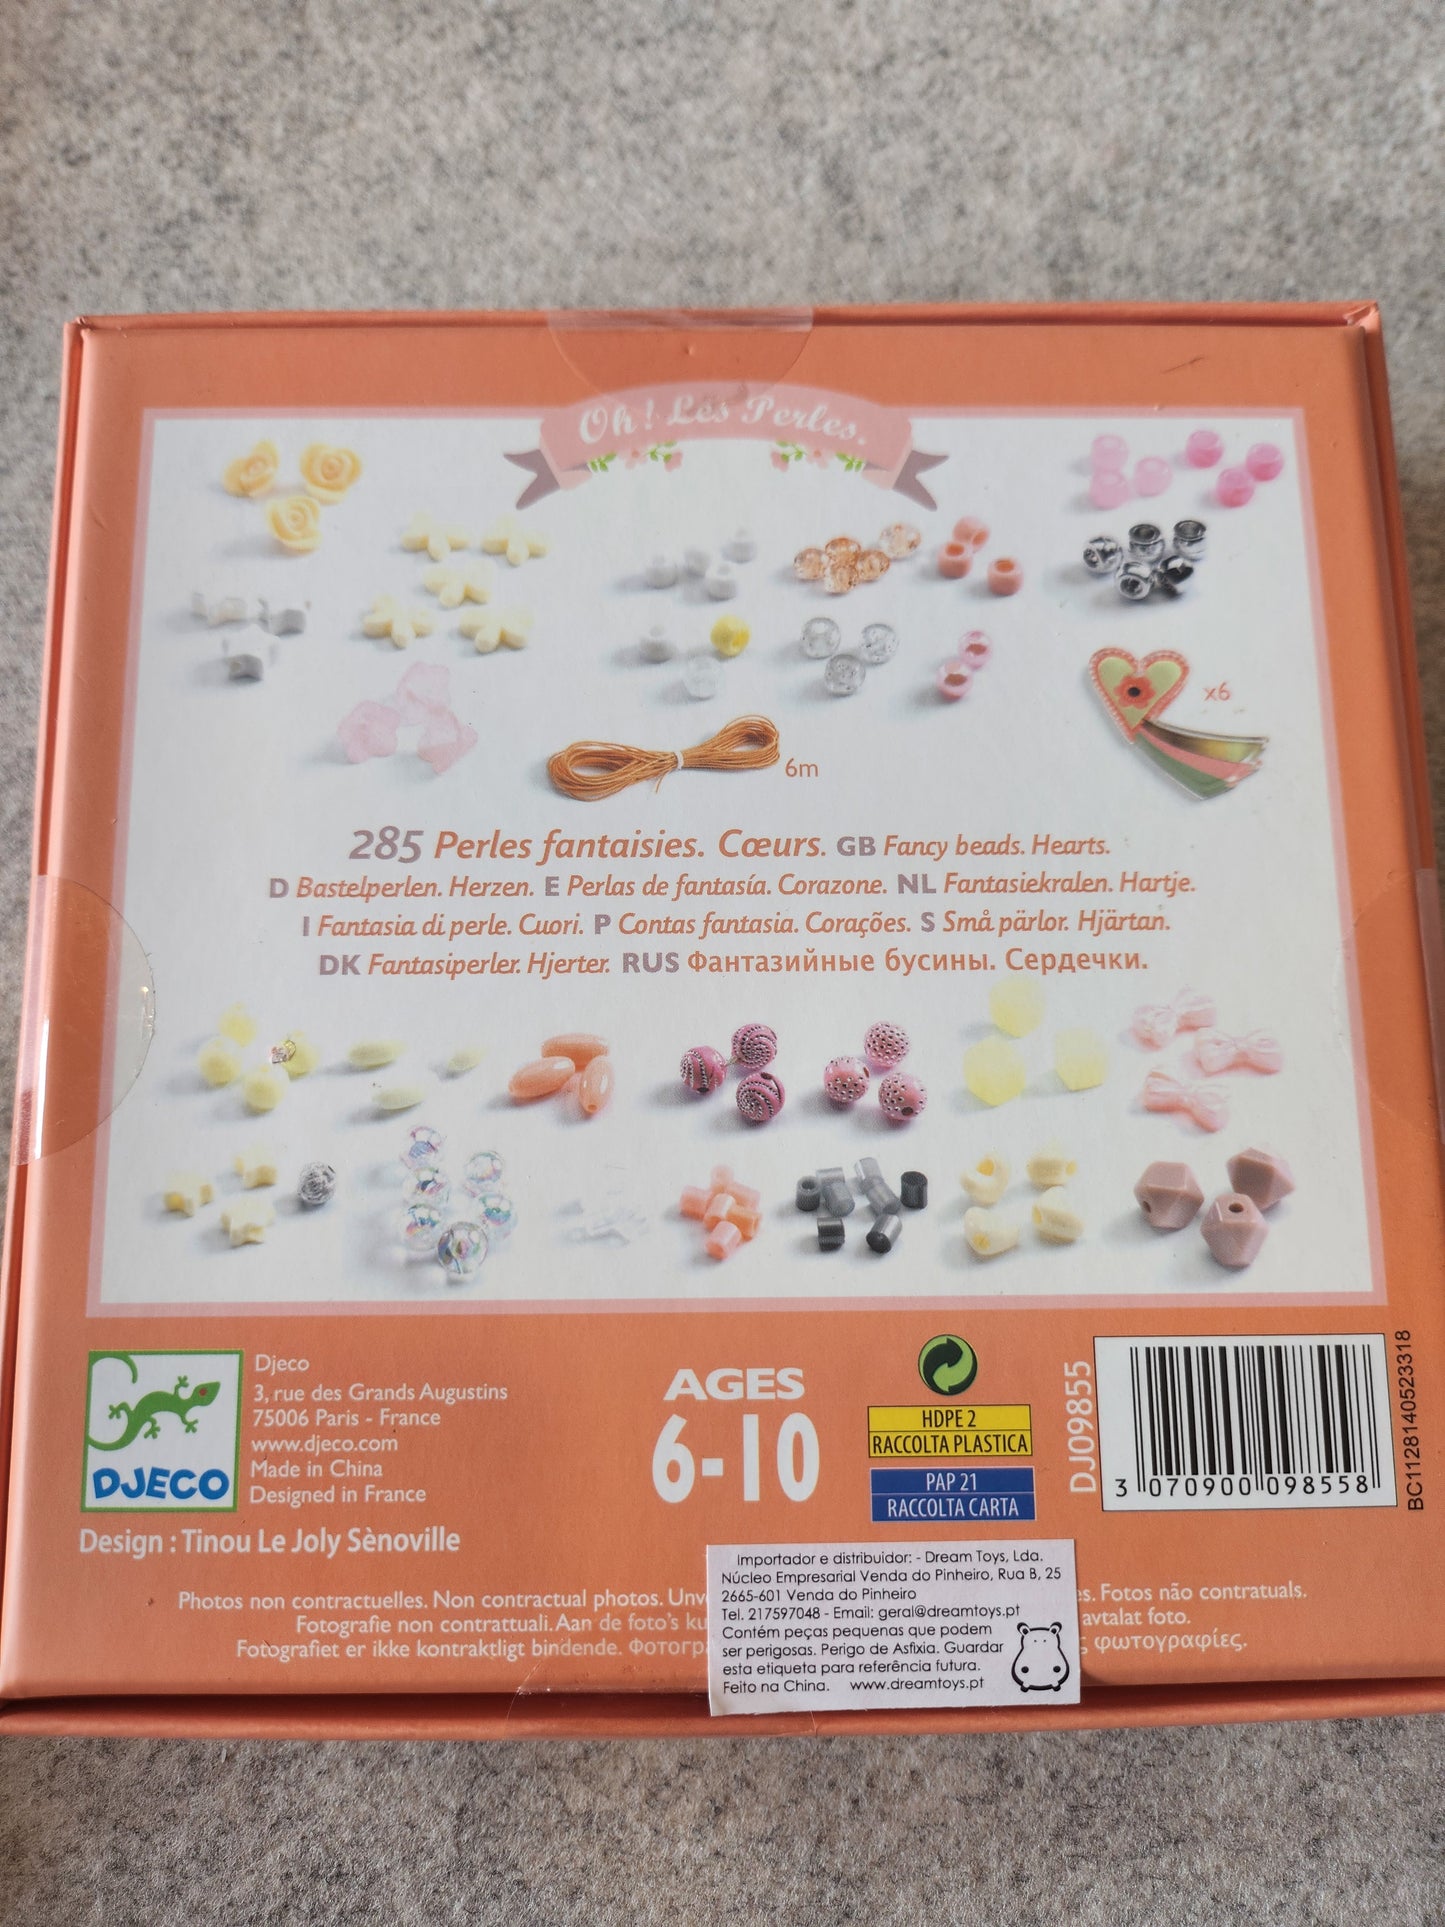 Oh! Les Perles.
x6
6m
285 Perles fantaisies. Cœurs. GB Fancy beads. Hearts.
D Bastelperlen. Herzen. E Perlas de fantasía. Corazone. NL Fantasiekralen. Hartje.
I Fantasia di perle. Cuori. P Contas fantasia. Corações. S Små pärlor. Hjärtan.
DK Fantasiperler. Hjerter. RUS Фантазийные бусины. Сердечки.
DJECO
Djeco
3, rue des Grands Augustins
75006 Paris - France
www.djeco.com
Made in China
Designed in France
Design : Tinou Le Joly Sènoville
AGES
6-10
HDPE 2
RACCOLTA PLASTICA
PAP 21
RACCOLTA CARTA
DJ09855
3 070900 098558
BC1128140523318
Photos non contractuelles. Non contractual photos. Fotos não contratuals.
Fotografie non contrattuali. Aan de foto's avtalat foto.
Fotografiet er ikke kontraktligt bindende. φωτογραφίες.
Importador e distribuidor: - Dream Toys, Lda.
Núcleo Empresarial Venda do Pinheiro, Rua B, 25
2665-601 Venda do Pinheiro
Tel. 217597048 - Email: geral@dreamtoys.pt
Contém peças pequenas que podem
ser perigosas. Perigo de Asfixia. Guardar
esta etiqueta para referência futura.
Feito na China. www.dreamtoys.pt